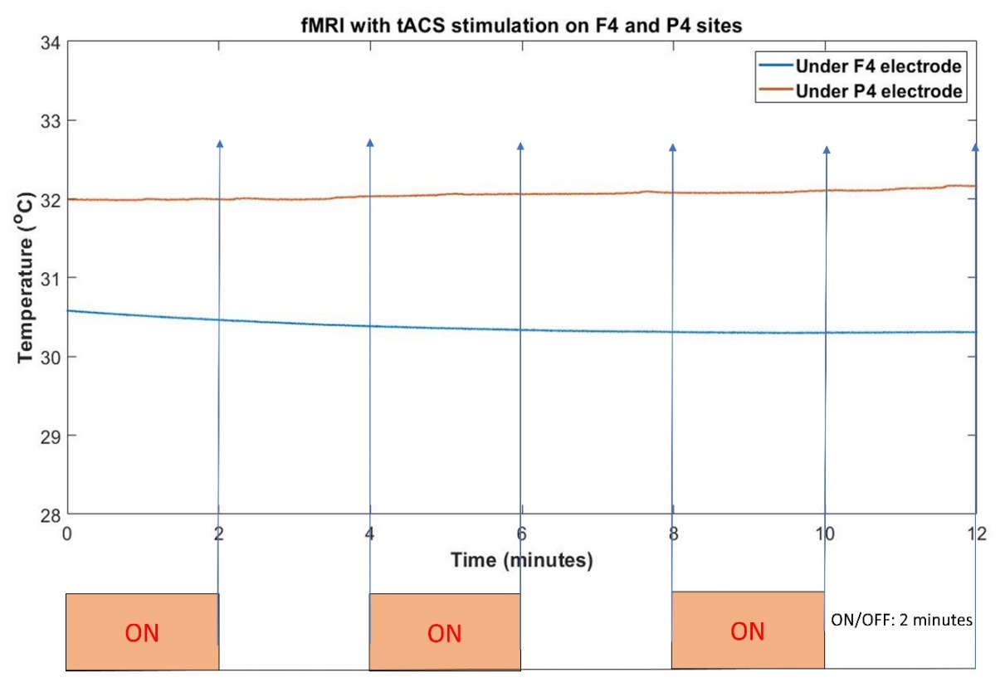 fMRI with tACS stimulation on F4 and P4 sites
Under F4 electrode
Under P4 electrode
34
33
32
31
30
29
28
Temperature (°C)
0 2 4 6 8 10 12
Time (minutes)
ON ON ON
ON/OFF: 2 minutes